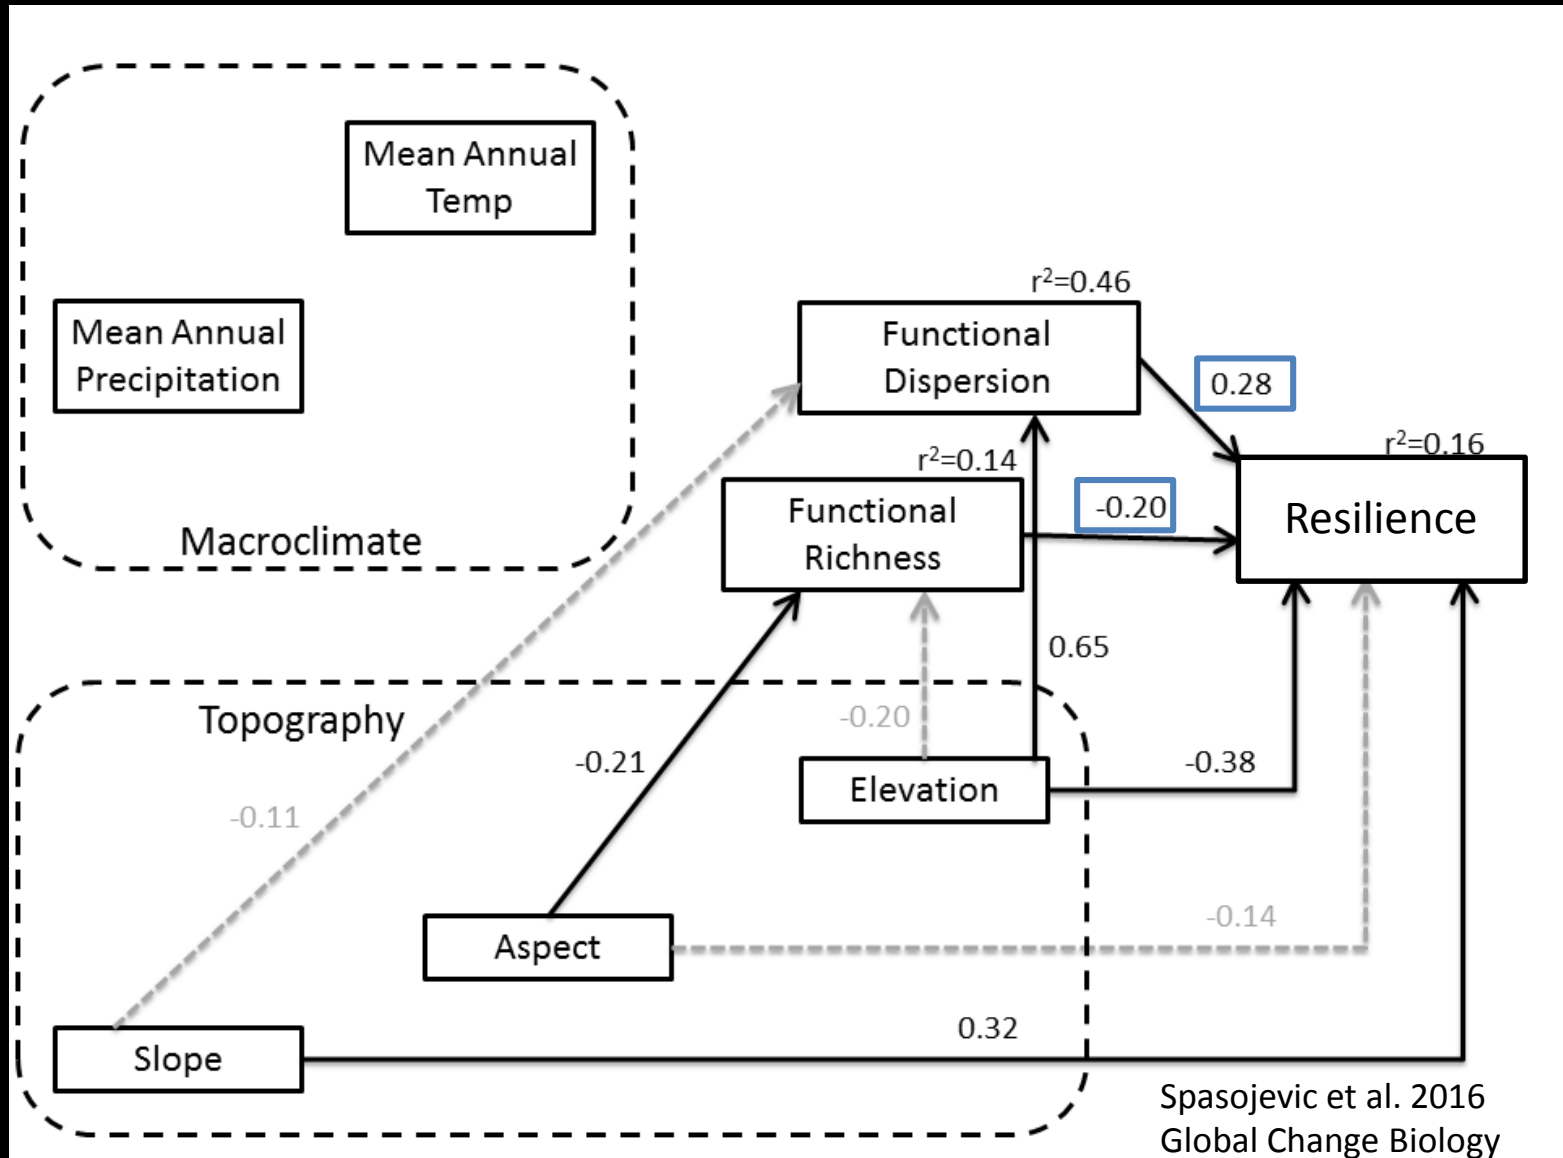 Mean Annual
Temp
Mean Annual
Precipitation
Macroclimate
r²=0.46
Functional
Dispersion
0.28
r²=0.16
Resilience
r²=0.14
Functional
Richness
-0.20
0.65
Topography
-0.20
-0.21
Elevation
-0.38
-0.11
Aspect
-0.14
0.32
Slope
Spasojevic et al. 2016
Global Change Biology